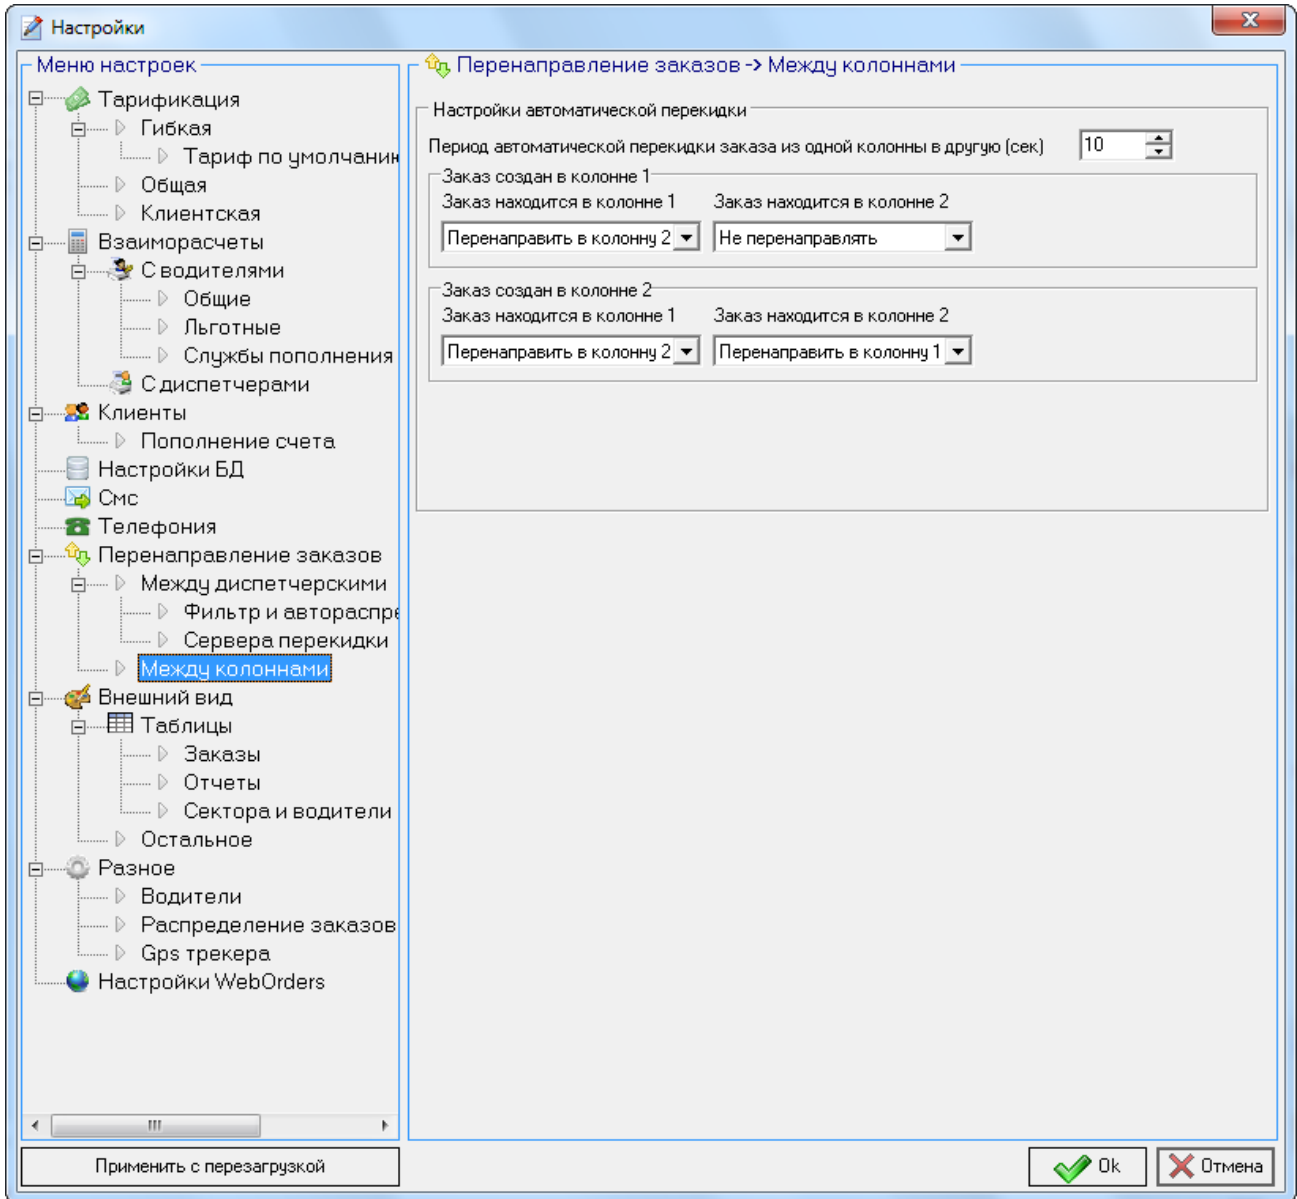 Настройки
Меню настроек
Тарификация
Гибкая
Тариф по умолчанию
Общая
Клиентская
Взаиморасчеты
С водителями
Общие
Льготные
Службы пополнения
С диспетчерами
Клиенты
Пополнение счета
Настройки БД
Смс
Телефония
Перенаправление заказов
Между диспетчерскими
Фильтр и автораспре
Сервера перекидки
Между колоннами
Внешний вид
Таблицы
Заказы
Отчеты
Сектора и водители
Остальное
Разное
Водители
Распределение заказов
Gps трекера
Настройки WebOrders
Применить с перезагрузкой
Перенаправление заказов -> Между колоннами
Настройки автоматической перекидки
Период автоматической перекидки заказа из одной колонны в другую (сек) 10
Заказ создан в колонне 1
Заказ находится в колонне 1 Заказ находится в колонне 2
Перенаправить в колонну 2 Не перенаправлять
Заказ создан в колонне 2
Заказ находится в колонне 1 Заказ находится в колонне 2
Перенаправить в колонну 2 Перенаправить в колонну 1
Ok Отмена